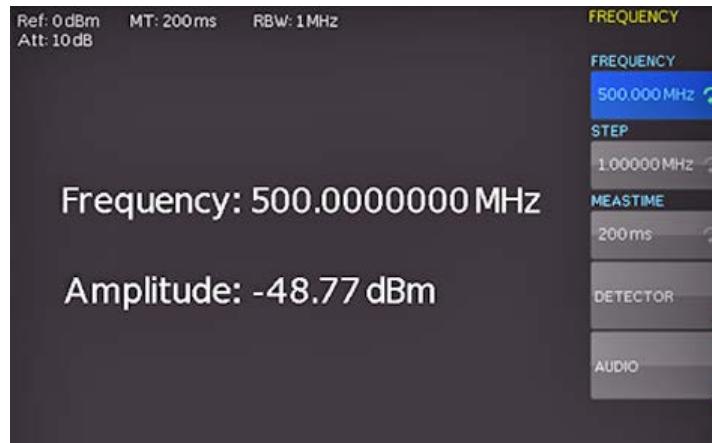 Ref: 0 dBm MT: 200 ms RBW: 1 MHz
Att: 10 dB
Frequency: 500.0000000 MHz
Amplitude: -48.77 dBm
FREQUENCY
FREQUENCY
500.000 MHz
STEP
1.00000 MHz
MEASTIME
200 ms
DETECTOR
AUDIO